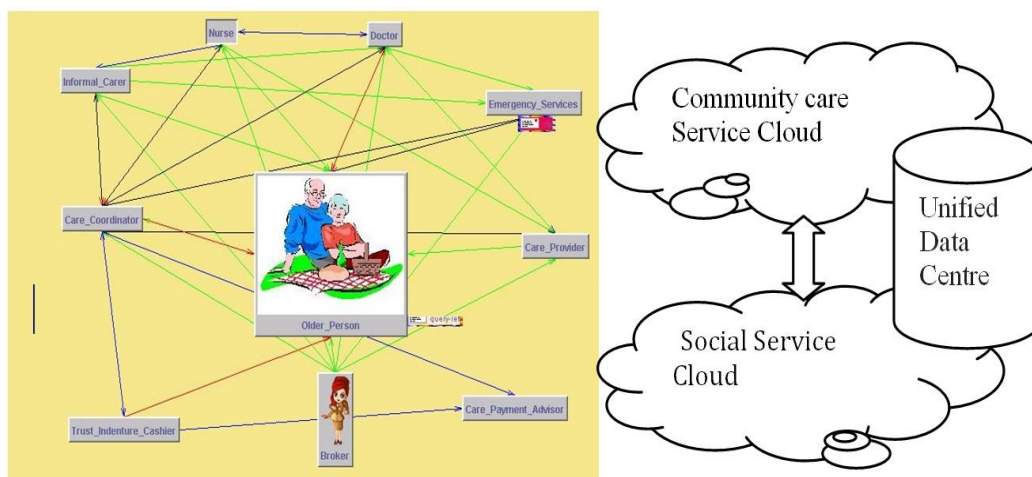 Nurse
Doctor
Informal_Carer
Emergency_Services
Care_Coordinator
Care_Provider
Older_Person
Trust_Indenture_Cashier
Broker
Care_Payment_Advisor
Community care
Service Cloud
Unified
Data
Centre
Social Service
Cloud